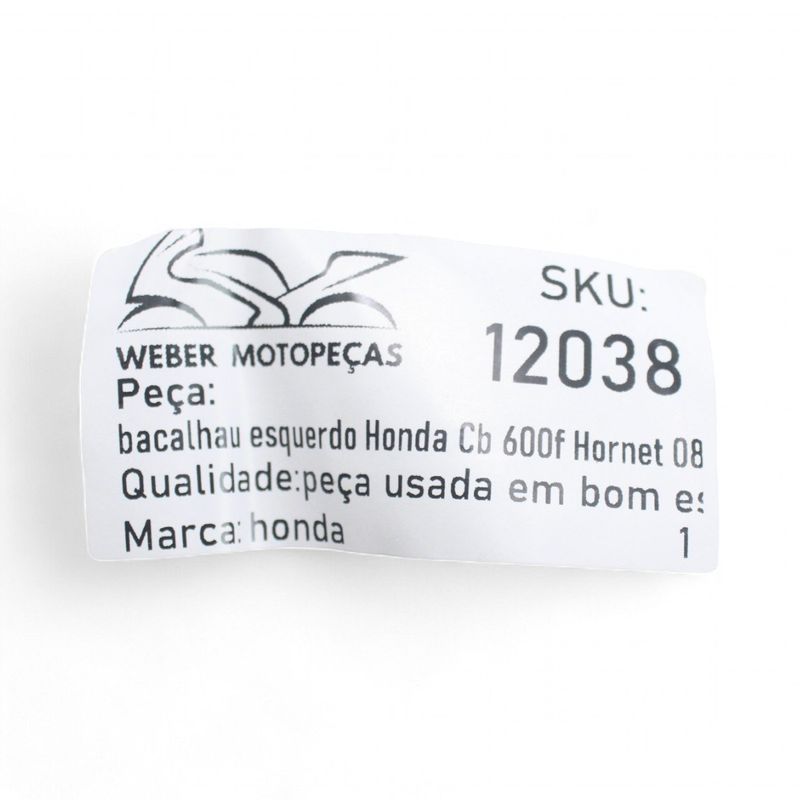 SKU:
12038
WEBER MOTOPEÇAS
Peça:
bacalhau esquerdo Honda Cb 600f Hornet 08
Qualidade:peça usada em bom
Marca: honda
1